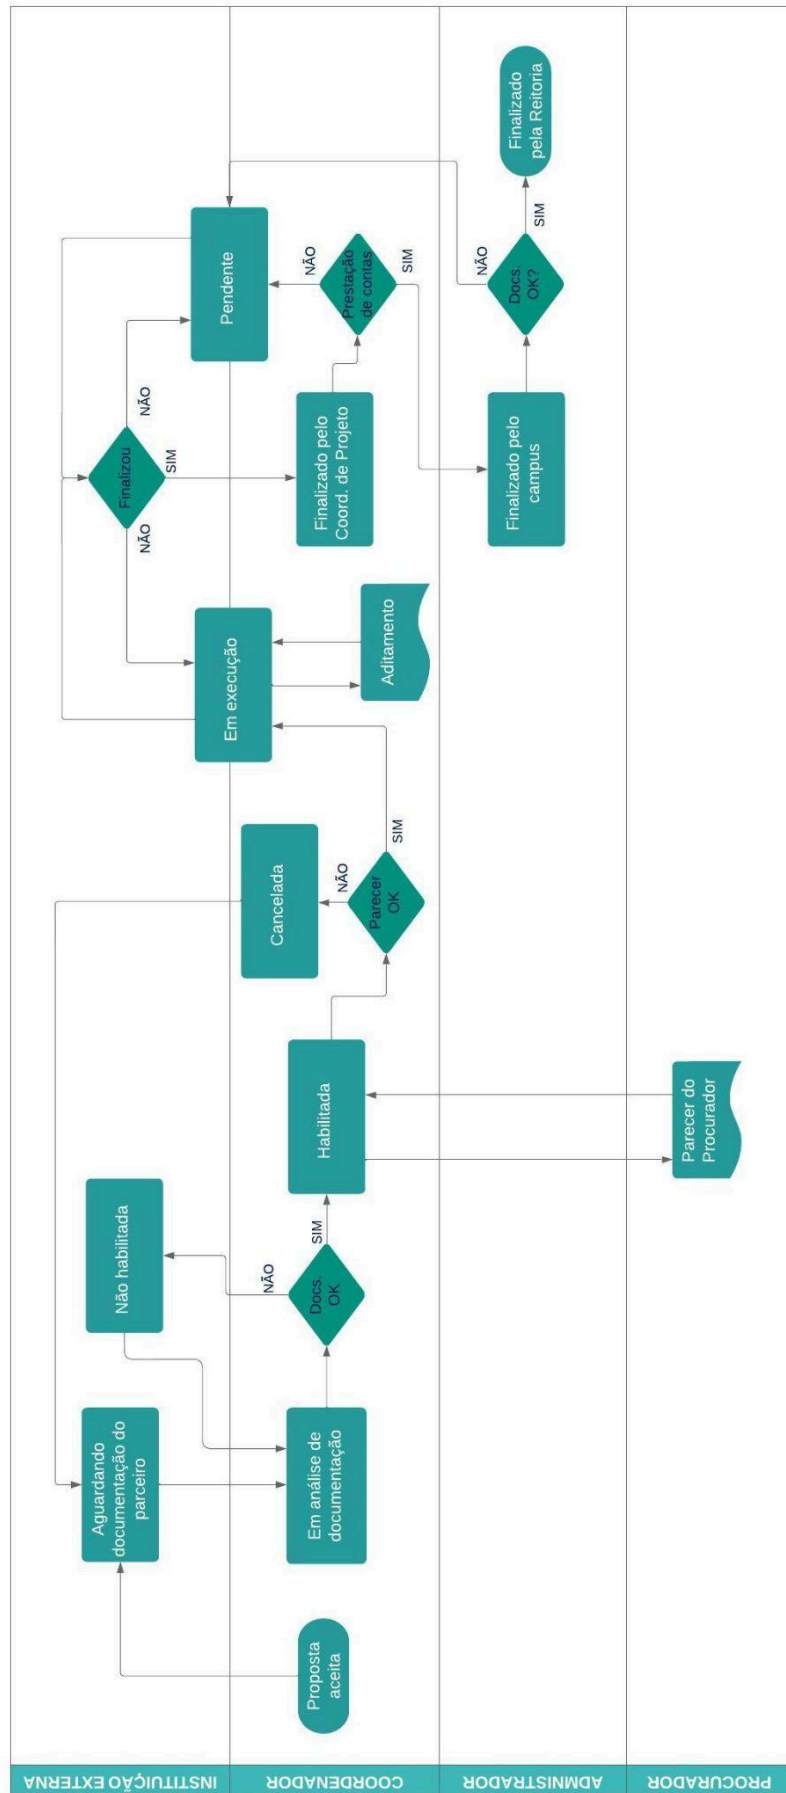 INSTITUIÇÃO EXTERNA
COORDENADOR
ADMNISTRADOR
PROCURADOR
Proposta
aceita
Aguardando
documentação do
parceiro
Em análise de
documentação
Não habilitada
Docs.
OK
NÃO
SIM
Habilitada
Parecer do
Procurador
Parecer
OK
NÃO
SIM
Cancelada
Em execução
Aditamento
Finalizou
NÃO
SIM
NÃO
Finalizado pelo
Coord. de Projeto
Pendente
Prestação
de contas
NÃO
SIM
Finalizado pelo
campus
Docs.
OK?
NÃO
SIM
Finalizado
pela Reitoria